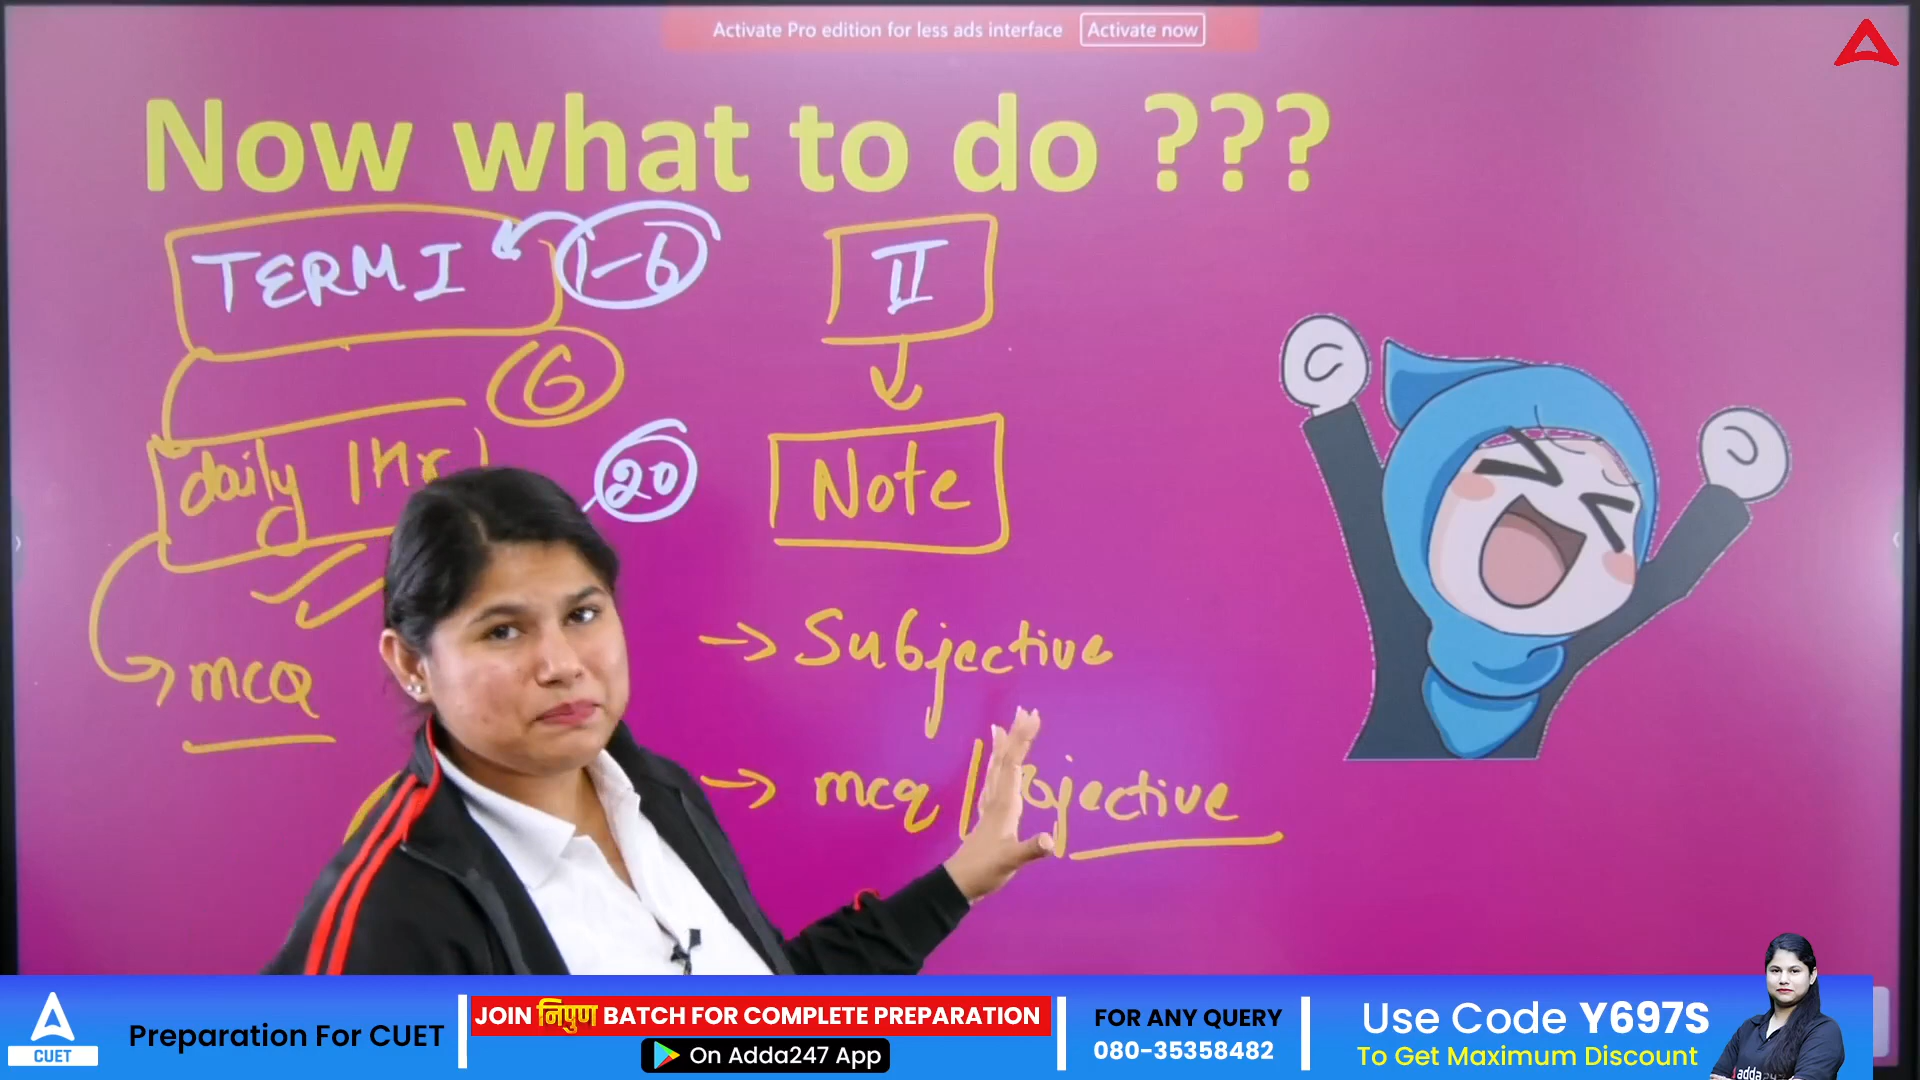 Activate Pro edition for less ads interface Activate now
Now what to do ???
TERM I
1-6
II
6
daily 1Hr
20
Note
mcq
→ Subjective
→ mcq / objective
CUET
Preparation For CUET
JOIN निपुण BATCH FOR COMPLETE PREPARATION
On Adda247 App
FOR ANY QUERY
080-35358482
Use Code Y697S
To Get Maximum Discount
adda247